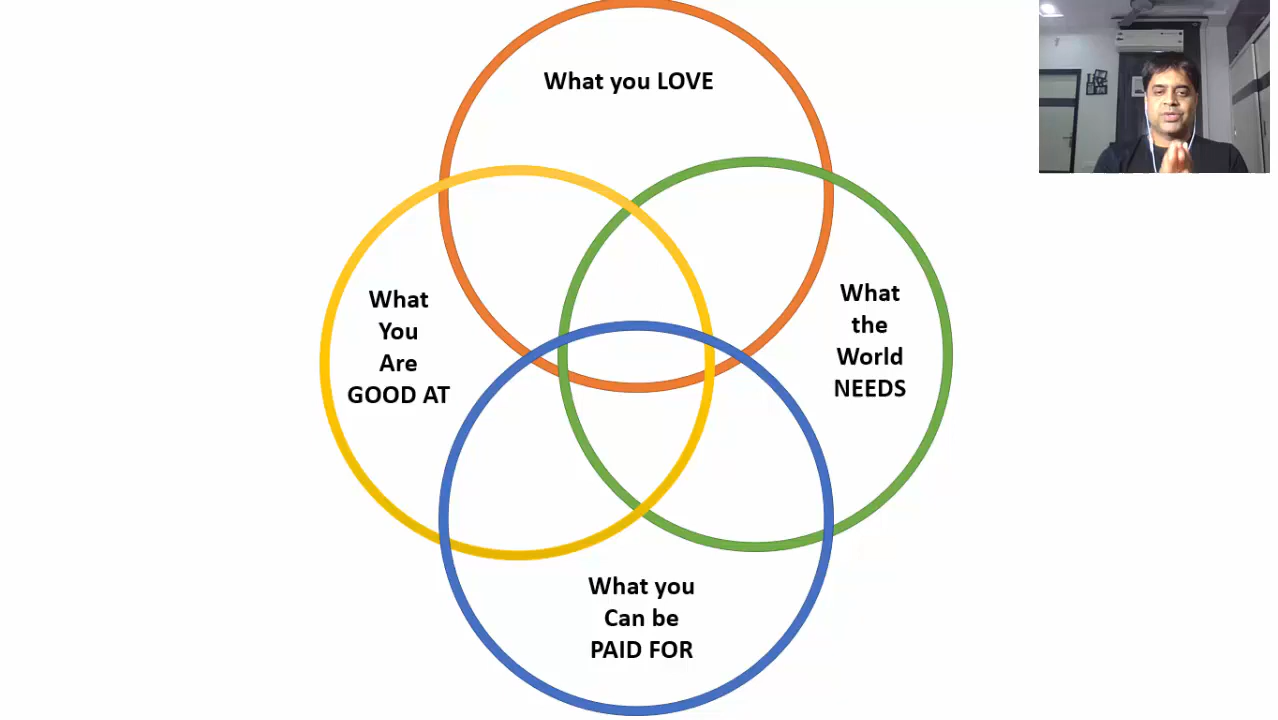 What you LOVE
What
You
Are
GOOD AT
What
the
World
NEEDS
What you
Can be
PAID FOR